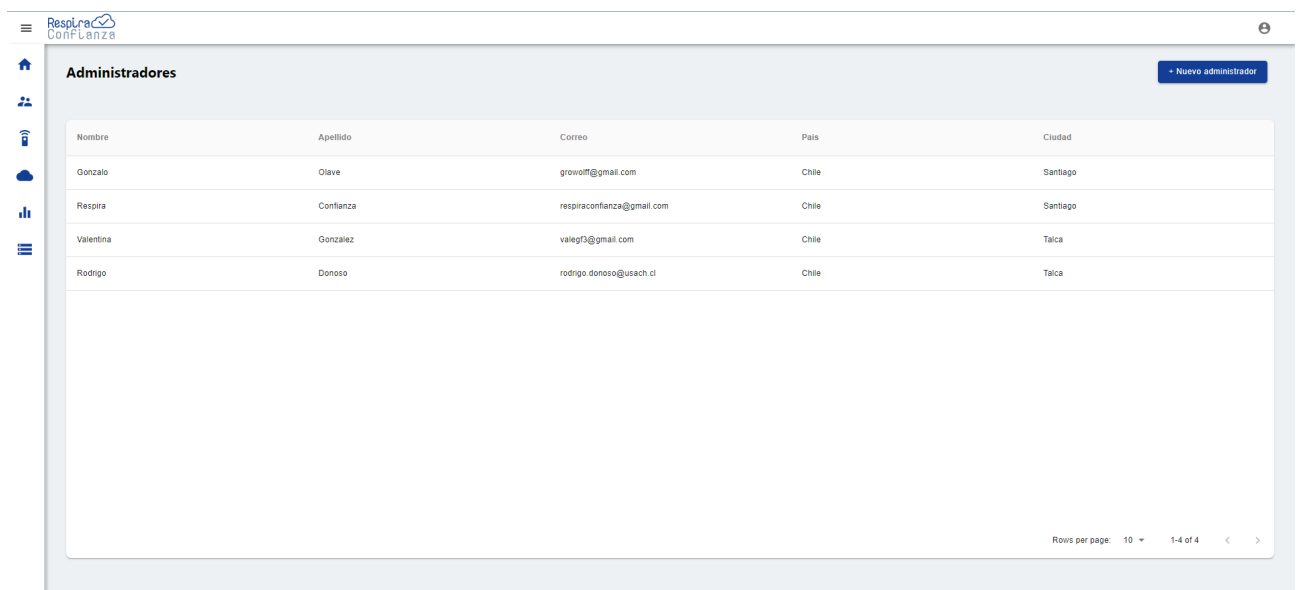 Respira
Confianza
Administradores
+ Nuevo administrador
Nombre Apellido Correo País Ciudad
Gonzalo Olave growolff@gmail.com Chile Santiago
Respira Confianza respiraconfianza@gmail.com Chile Santiago
Valentina Gonzalez valegf3@gmail.com Chile Talca
Rodrigo Donoso rodrigo.donoso@usach.cl Chile Talca
Rows per page: 10 1-4 of 4